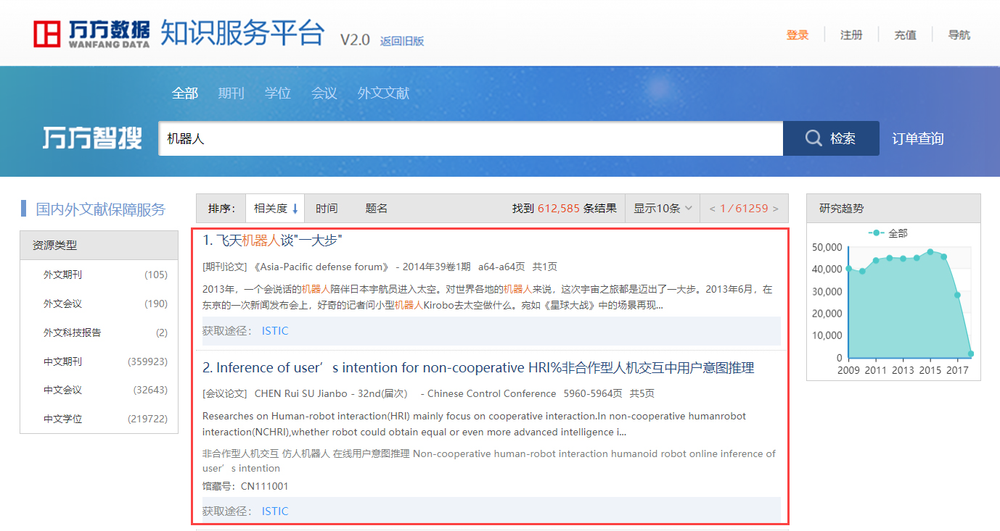 万方数据 知识服务平台 V2.0 返回旧版
WANFANG DATA
登录 注册 充值 导航
全部 期刊 学位 会议 外文文献
万方智搜 机器人 检索 订单查询
国内外文献保障服务
资源类型
外文期刊 (105)
外文会议 (190)
外文科技报告 (2)
中文期刊 (359923)
中文会议 (32643)
中文学位 (219722)
排序: 相关度 ↓ 时间 题名 找到 612,585 条结果 显示10条 < 1 / 61259 >
1. 飞天机器人谈"一大步"
[期刊论文] 《Asia-Pacific defense forum》 - 2014年39卷1期 a64-a64页 共1页
2013年，一个会说话的机器人陪伴日本宇航员进入太空。对世界各地的机器人来说，这次宇宙之旅都是迈出了一大步。2013年6月，在
东京的一次新闻发布会上，好奇的记者问小型机器人Kirobo去太空做什么。宛如《星球大战》中的场景再现...
获取途径： ISTIC
2. Inference of user’s intention for non-cooperative HRI%非合作型人机交互中用户意图推理
[会议论文] CHEN Rui SU Jianbo - 32nd(届次) - Chinese Control Conference 5960-5964页 共5页
Researches on Human-robot interaction(HRI) mainly focus on cooperative interaction.In non-cooperative humanrobot
interaction(NCHRI),whether robot could obtain equal or even more advanced intelligence i...
非合作型人机交互 仿人机器人 在线用户意图推理 Non-cooperative human-robot interaction humanoid robot online inference of
user’s intention
馆藏号：CN111001
获取途径： ISTIC
研究趋势
全部
50,000
40,000
30,000
20,000
10,000
0
2009 2011 2013 2015 2017